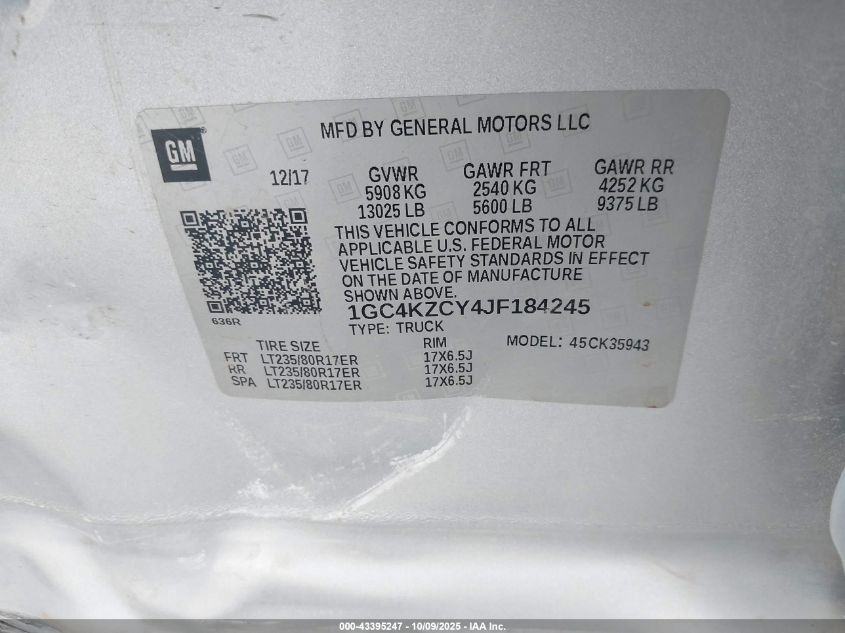 GM
MFD BY GENERAL MOTORS LLC
12/17
GVWR
5908 KG
13025 LB
GAWR FRT
2540 KG
5600 LB
GAWR RR
4252 KG
9375 LB
THIS VEHICLE CONFORMS TO ALL
APPLICABLE U.S. FEDERAL MOTOR
VEHICLE SAFETY STANDARDS IN EFFECT
ON THE DATE OF MANUFACTURE
SHOWN ABOVE.
1GC4KZCY4JF184245
636R
TYPE: TRUCK
TIRE SIZE RIM MODEL: 45CK35943
FRT LT235/80R17ER 17X6.5J
RR LT235/80R17ER 17X6.5J
SPA LT235/80R17ER 17X6.5J
000-43395247 - 10/09/2025 - IAA Inc.